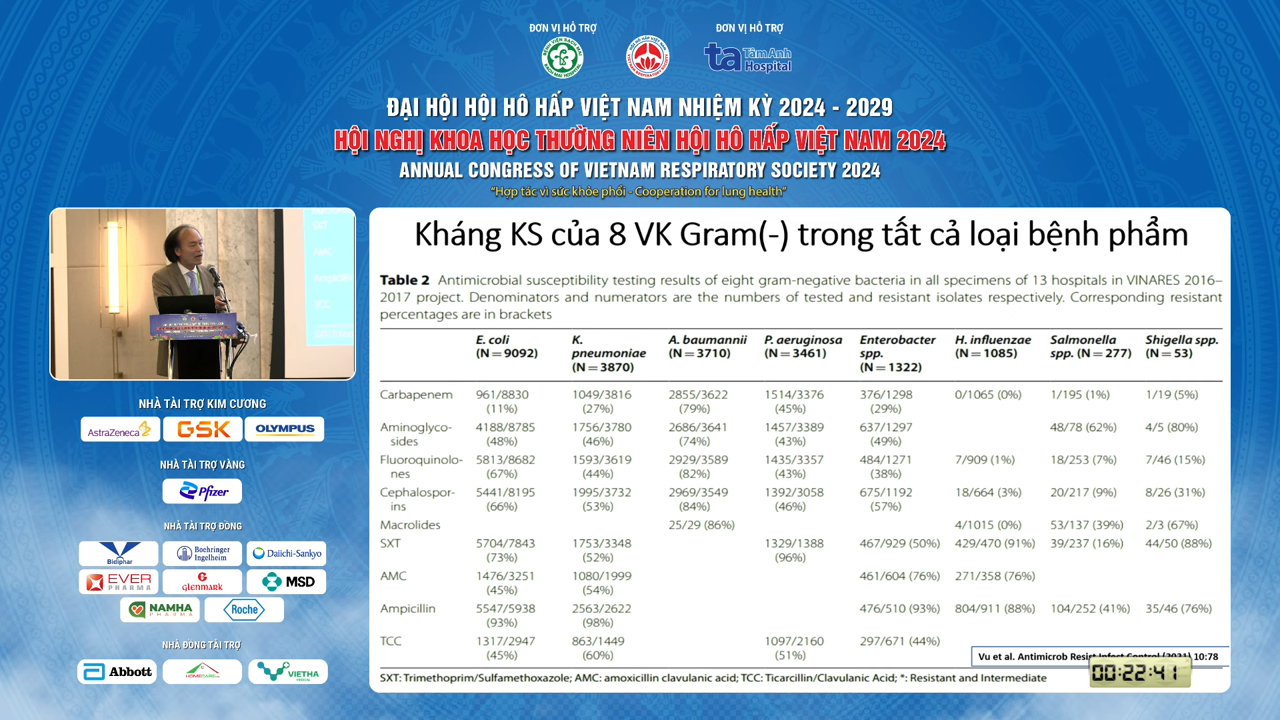 ĐƠN VỊ HỖ TRỢ
ĐƠN VỊ HỖ TRỢ
ta TâmAnh Hospital
ĐẠI HỘI HỘI HÔ HẤP VIỆT NAM NHIỆM KỲ 2024 - 2029
HỘI NGHỊ KHOA HỌC THƯỜNG NIÊN HỘI HÔ HẤP VIỆT NAM 2024
ANNUAL CONGRESS OF VIETNAM RESPIRATORY SOCIETY 2024
"Hợp tác vì sức khỏe phổi - Cooperation for lung health"
SXT
AMC
TCC
NHÀ TÀI TRỢ KIM CƯƠNG
AstraZeneca
GSK
OLYMPUS
NHÀ TÀI TRỢ VÀNG
Pfizer
NHÀ TÀI TRỢ ĐỒNG
Bidiphar
Boehringer Ingelheim
Daiichi-Sankyo
EVER PHARMA
GLENMARK
MSD
NAMHA PHARMA
Roche
NHÀ ĐỒNG TÀI TRỢ
Abbott
VIETHA
Kháng KS của 8 VK Gram(-) trong tất cả loại bệnh phẩm
Table 2 Antimicrobial susceptibility testing results of eight gram-negative bacteria in all specimens of 13 hospitals in VINARES 2016–
2017 project. Denominators and numerators are the numbers of tested and resistant isolates respectively. Corresponding resistant
percentages are in brackets
E. coli (N = 9092) K. pneumoniae (N = 3870) A. baumannii (N = 3710) P. aeruginosa (N = 3461) Enterobacter spp. (N = 1322) H. influenzae (N = 1085) Salmonella spp. (N = 277) Shigella spp. (N = 53)
Carbapenem 961/8830 (11%) 1049/3816 (27%) 2855/3622 (79%) 1514/3376 (45%) 376/1298 (29%) 0/1065 (0%) 1/195 (1%) 1/19 (5%)
Aminoglyco-sides 4188/8785 (48%) 1756/3780 (46%) 2686/3641 (74%) 1457/3389 (43%) 637/1297 (49%) 48/78 (62%) 4/5 (80%)
Fluoroquinolo-nes 5813/8682 (67%) 1593/3619 (44%) 2929/3589 (82%) 1435/3357 (43%) 484/1271 (38%) 7/909 (1%) 18/253 (7%) 7/46 (15%)
Cephalospor-ins 5441/8195 (66%) 1995/3732 (53%) 2969/3549 (84%) 1392/3058 (46%) 675/1192 (57%) 18/664 (3%) 20/217 (9%) 8/26 (31%)
Macrolides 25/29 (86%) 4/1015 (0%) 53/137 (39%) 2/3 (67%)
SXT 5704/7843 (73%) 1753/3348 (52%) 1329/1388 (96%) 467/929 (50%) 429/470 (91%) 39/237 (16%) 44/50 (88%)
AMC 1476/3251 (45%) 1080/1999 (54%) 461/604 (76%) 271/358 (76%)
Ampicillin 5547/5938 (93%) 2563/2622 (98%) 476/510 (93%) 804/911 (88%) 104/252 (41%) 35/46 (76%)
TCC 1317/2947 (45%) 863/1449 (60%) 1097/2160 (51%) 297/671 (44%)
Vu et al. Antimicrob Resist Infect Control (2021) 10:78
SXT: Trimethoprim/Sulfamethoxazole; AMC: amoxicillin clavulanic acid; TCC: Ticarcillin/Clavulanic Acid; *: Resistant and Intermediate
00:22:41